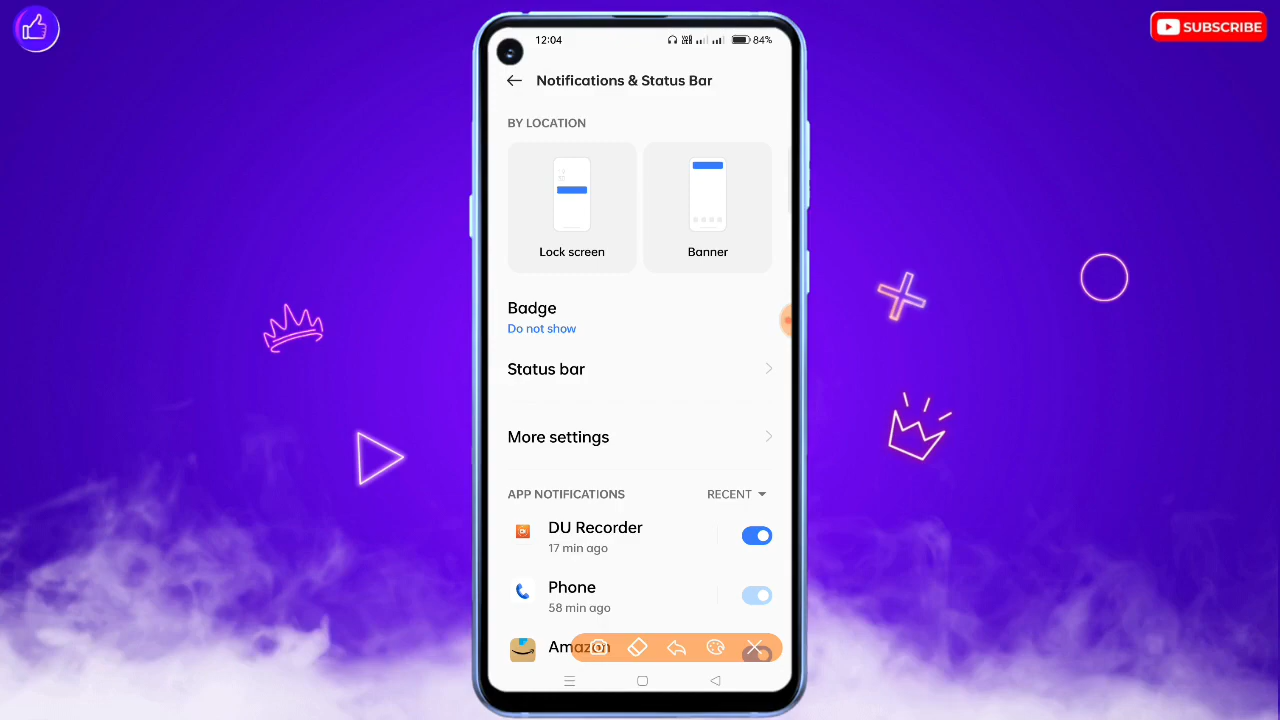 SUBSCRIBE
12:04
84%
Notifications & Status Bar
BY LOCATION
Lock screen
Banner
Badge
Do not show
Status bar
More settings
APP NOTIFICATIONS
RECENT
DU Recorder
17 min ago
Phone
58 min ago
Amazon